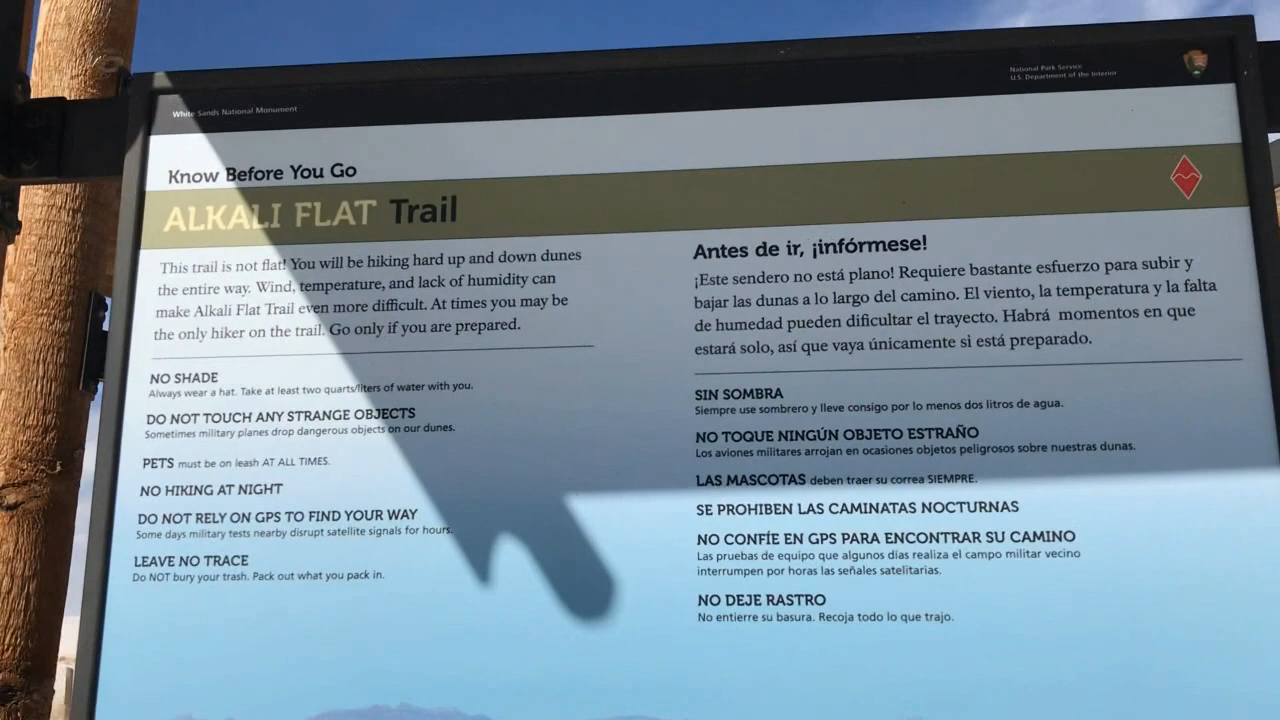 White Sands National Monument
National Park Service
U.S. Department of the Interior
Know Before You Go
ALKALI FLAT Trail
This trail is not flat! You will be hiking hard up and down dunes
the entire way. Wind, temperature, and lack of humidity can
make Alkali Flat Trail even more difficult. At times you may be
the only hiker on the trail. Go only if you are prepared.
NO SHADE
Always wear a hat. Take at least two quarts/liters of water with you.
DO NOT TOUCH ANY STRANGE OBJECTS
Sometimes military planes drop dangerous objects on our dunes.
PETS must be on leash AT ALL TIMES.
NO HIKING AT NIGHT
DO NOT RELY ON GPS TO FIND YOUR WAY
Some days military tests nearby disrupt satellite signals for hours.
LEAVE NO TRACE
Do NOT bury your trash. Pack out what you pack in.
Antes de ir, ¡infórmese!
¡Este sendero no está plano! Requiere bastante esfuerzo para subir y
bajar las dunas a lo largo del camino. El viento, la temperatura y la falta
de humedad pueden dificultar el trayecto. Habrá momentos en que
estará solo, así que vaya únicamente si está preparado.
SIN SOMBRA
Siempre use sombrero y lleve consigo por lo menos dos litros de agua.
NO TOQUE NINGÚN OBJETO ESTRAÑO
Los aviones militares arrojan en ocasiones objetos peligrosos sobre nuestras dunas.
LAS MASCOTAS deben traer su correa SIEMPRE.
SE PROHIBEN LAS CAMINATAS NOCTURNAS
NO CONFÍE EN GPS PARA ENCONTRAR SU CAMINO
Las pruebas de equipo que algunos días realiza el campo militar vecino
interrumpen por horas las señales satelitarias.
NO DEJE RASTRO
No entierre su basura. Recoja todo lo que trajo.